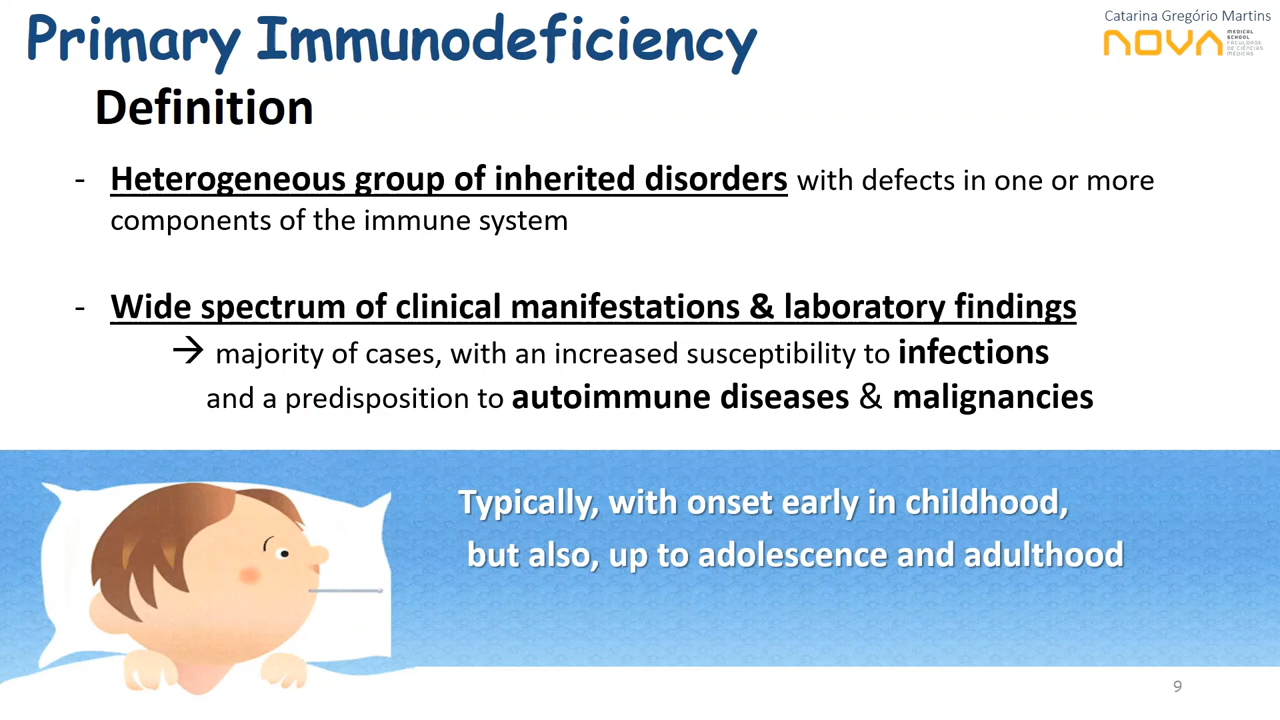 Catarina Gregório Martins
Primary Immunodeficiency
NOVA
MEDICAL
SCHOOL
FACULDADE
DE CIÊNCIAS
MÉDICAS
Definition
- Heterogeneous group of inherited disorders with defects in one or more
components of the immune system
- Wide spectrum of clinical manifestations & laboratory findings
→ majority of cases, with an increased susceptibility to infections
and a predisposition to autoimmune diseases & malignancies
Typically, with onset early in childhood,
but also, up to adolescence and adulthood
9